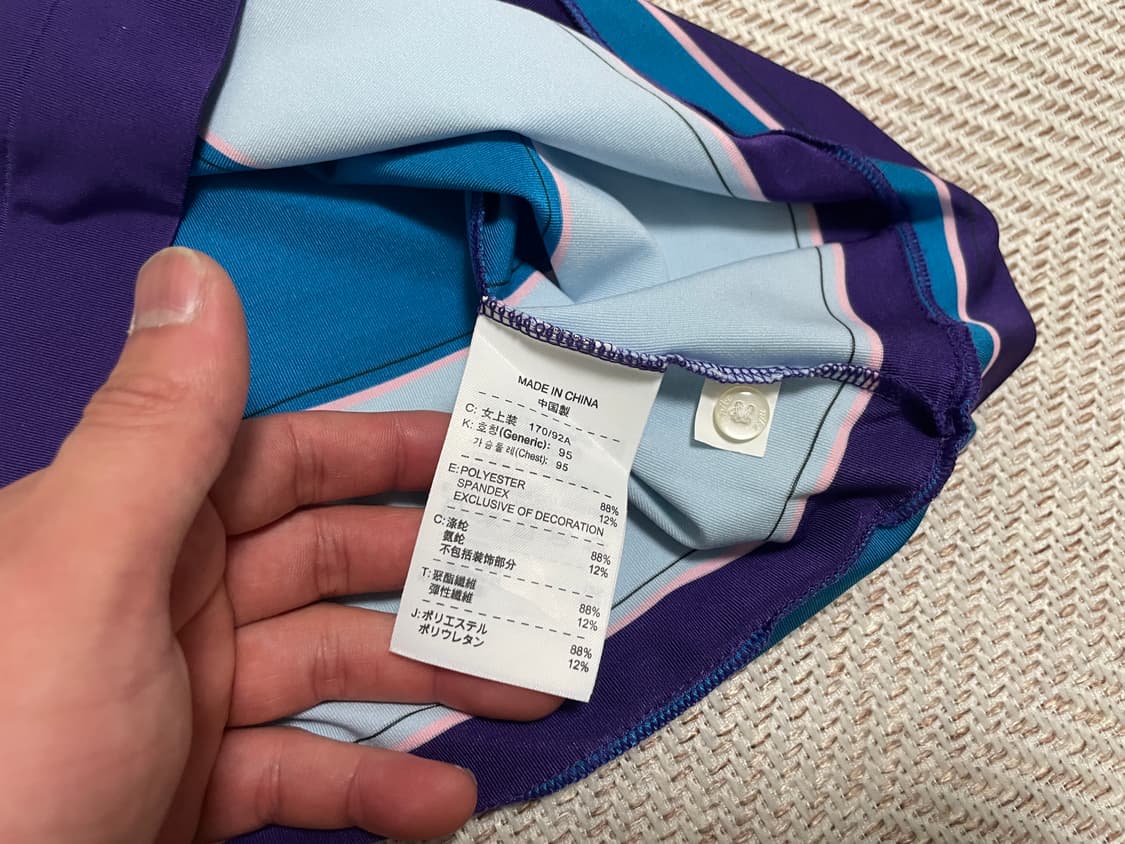 MADE IN CHINA
中国製
C: 女上装 170/92A
K: 호칭(Generic): 95
가슴둘레(Chest): 95
E: POLYESTER 88%
SPANDEX 12%
EXCLUSIVE OF DECORATION
C: 涤纶 88%
氨纶 12%
不包括装饰部分
T: 聚酯纖維 88%
彈性纖維 12%
J: ポリエステル 88%
ポリウレタン 12%